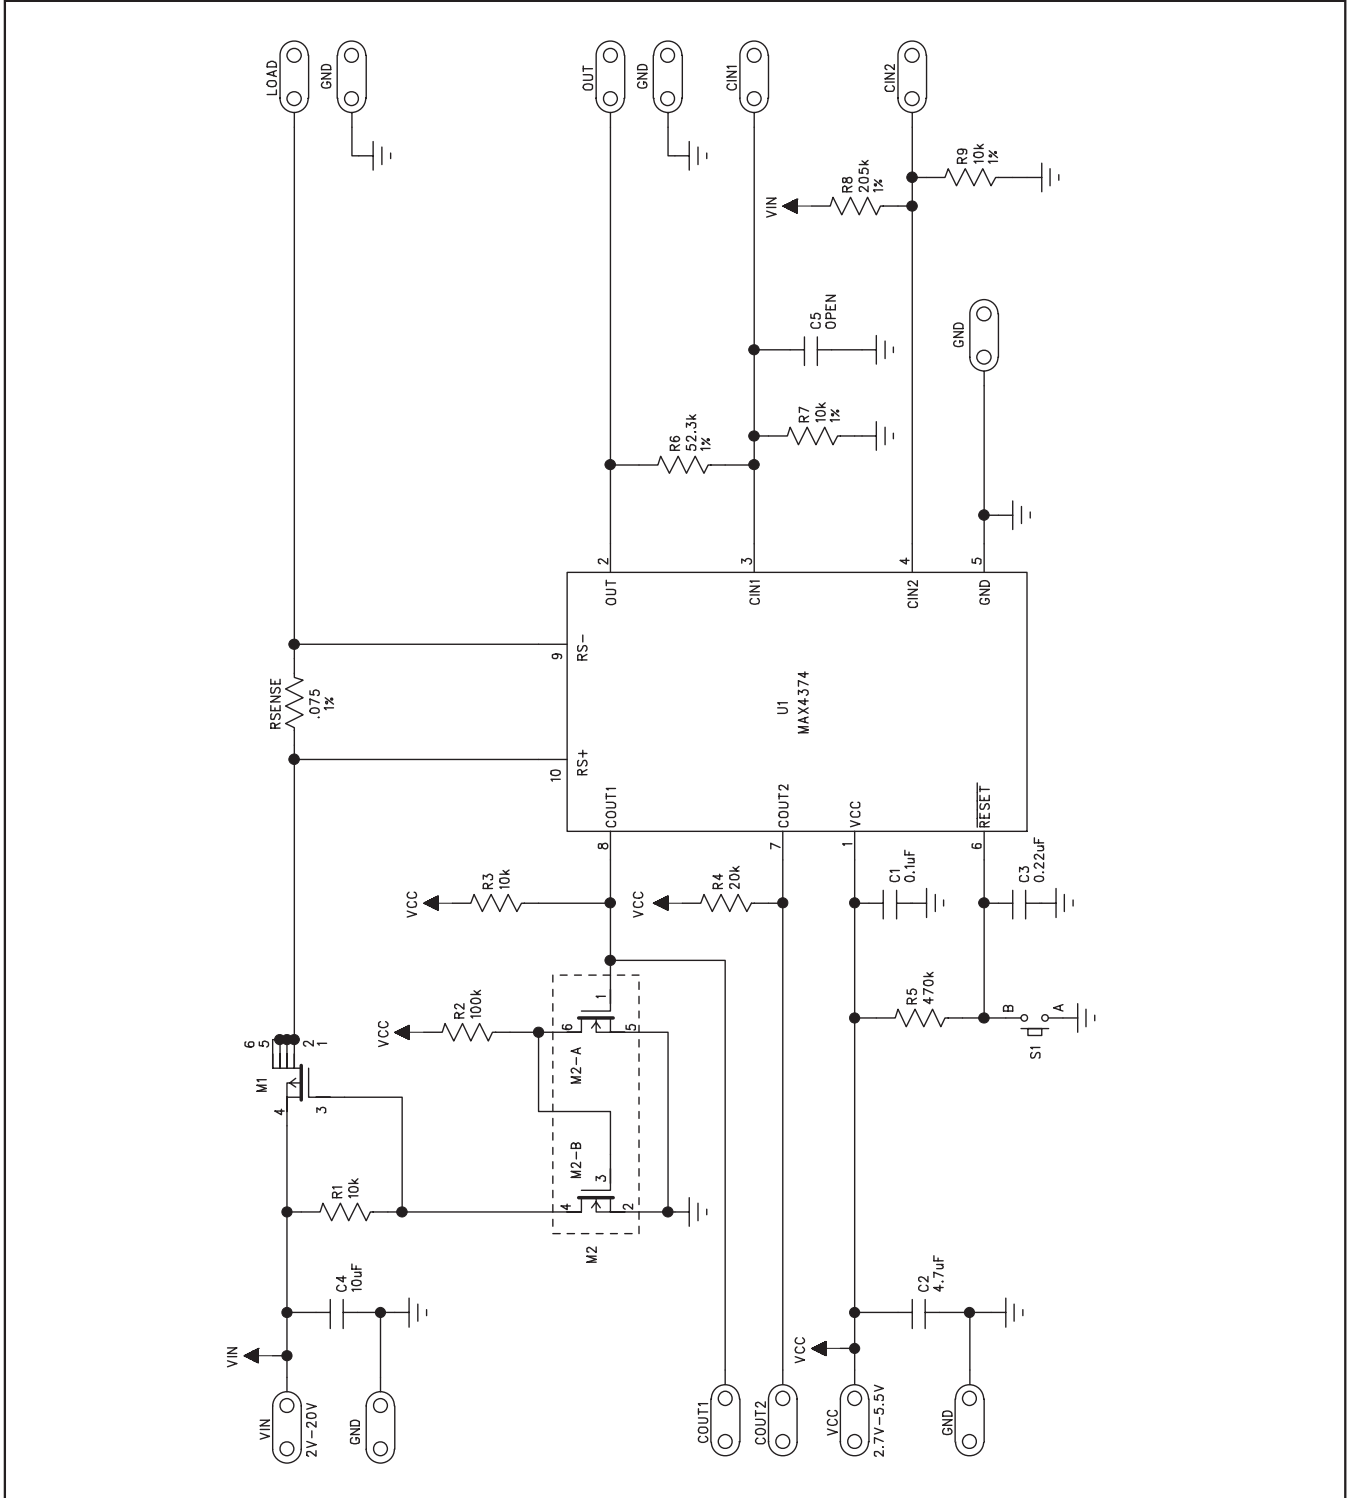 LOAD
GND
OUT
GND
CIN1
CIN2
VIN
R8
205k
1%
R9
10k
1%
C5
OPEN
GND
R6
52.3k
1%
R7
10k
1%
2
3
4
5
OUT
CIN1
CIN2
GND
9
RS-
RSENSE
.075
1%
10
RS+
U1
MAX4374
COUT1
COUT2
VCC
RESET
8
7
1
6
VCC
R3
10k
VCC
R4
20k
C1
0.1uF
C3
0.22uF
VCC
R2
100k
6
1
5
M2-A
R5
470k
B
A
S1
6
5
2
1
M1
4
3
M2-B
3
4
2
M2
R1
10k
VIN
C4
10uF
VCC
C2
4.7uF
VIN
2V-20V
GND
COUT1
COUT2
VCC
2.7V-5.5V
GND